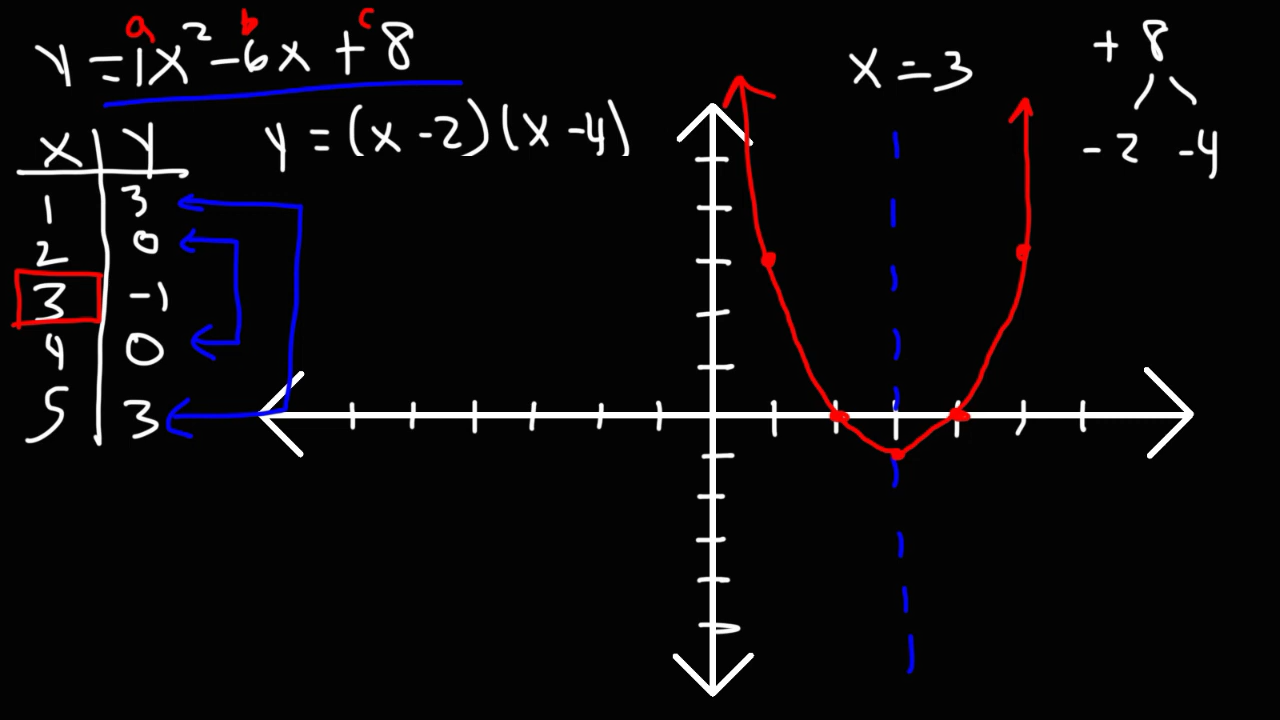 a b c
y = 1x² - 6x + 8
y = (x - 2)(x - 4)
x | y
1 | 3
2 | 0
3 | -1
4 | 0
5 | 3
x = 3
+ 8
- 2 - 4